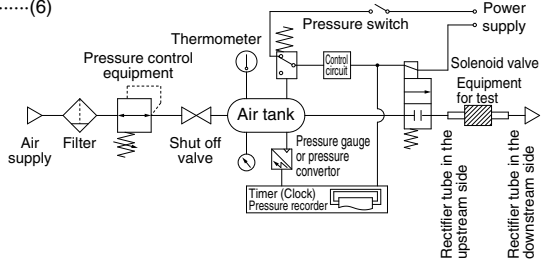 ······(6)
Power
supply
Pressure switch
Thermometer
Pressure control
equipment
Control
circuit
Solenoid valve
Equipment
for test
Air tank
Air
supply
Filter
Shut off
valve
Pressure gauge
or pressure
convertor
Timer (Clock)
Pressure recorder
Rectifier tube in the
upstream side
Rectifier tube in the
downstream side